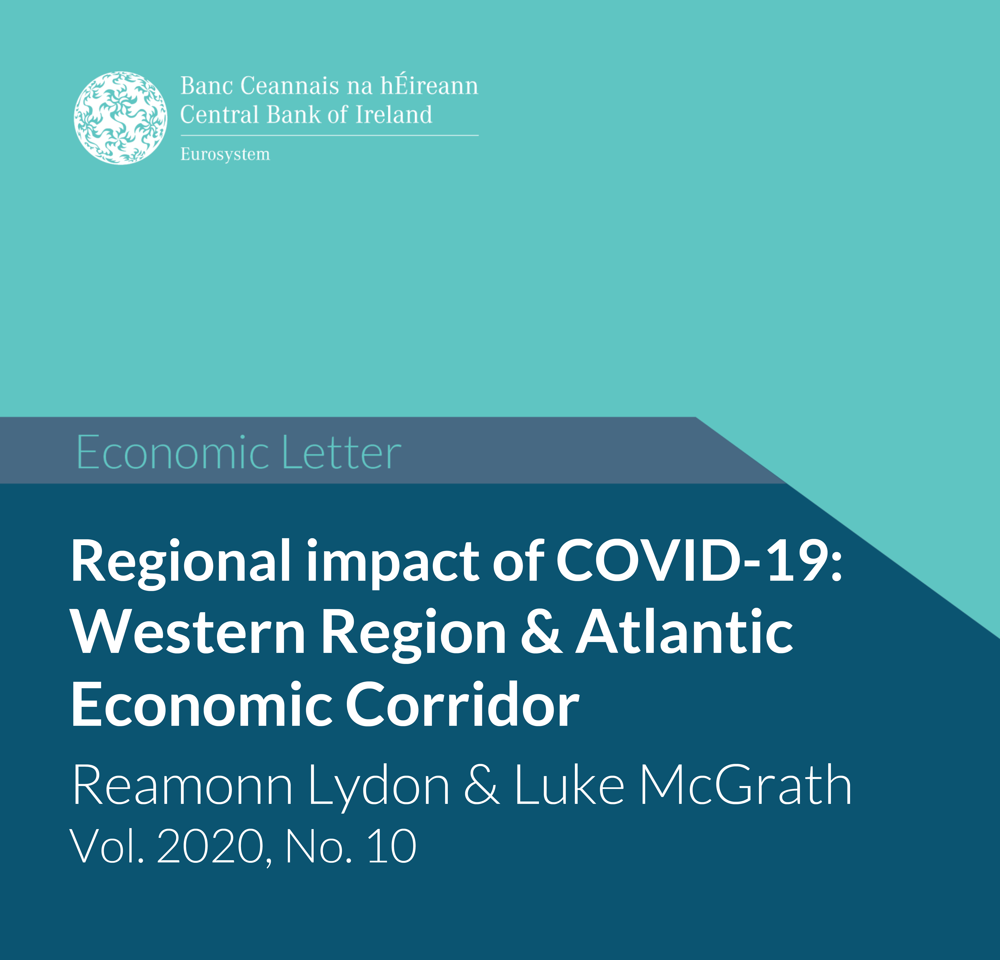 Banc Ceannais na hÉireann
Central Bank of Ireland
Eurosystem
Economic Letter
Regional impact of COVID-19:
Western Region & Atlantic
Economic Corridor
Reamonn Lydon & Luke McGrath
Vol. 2020, No. 10